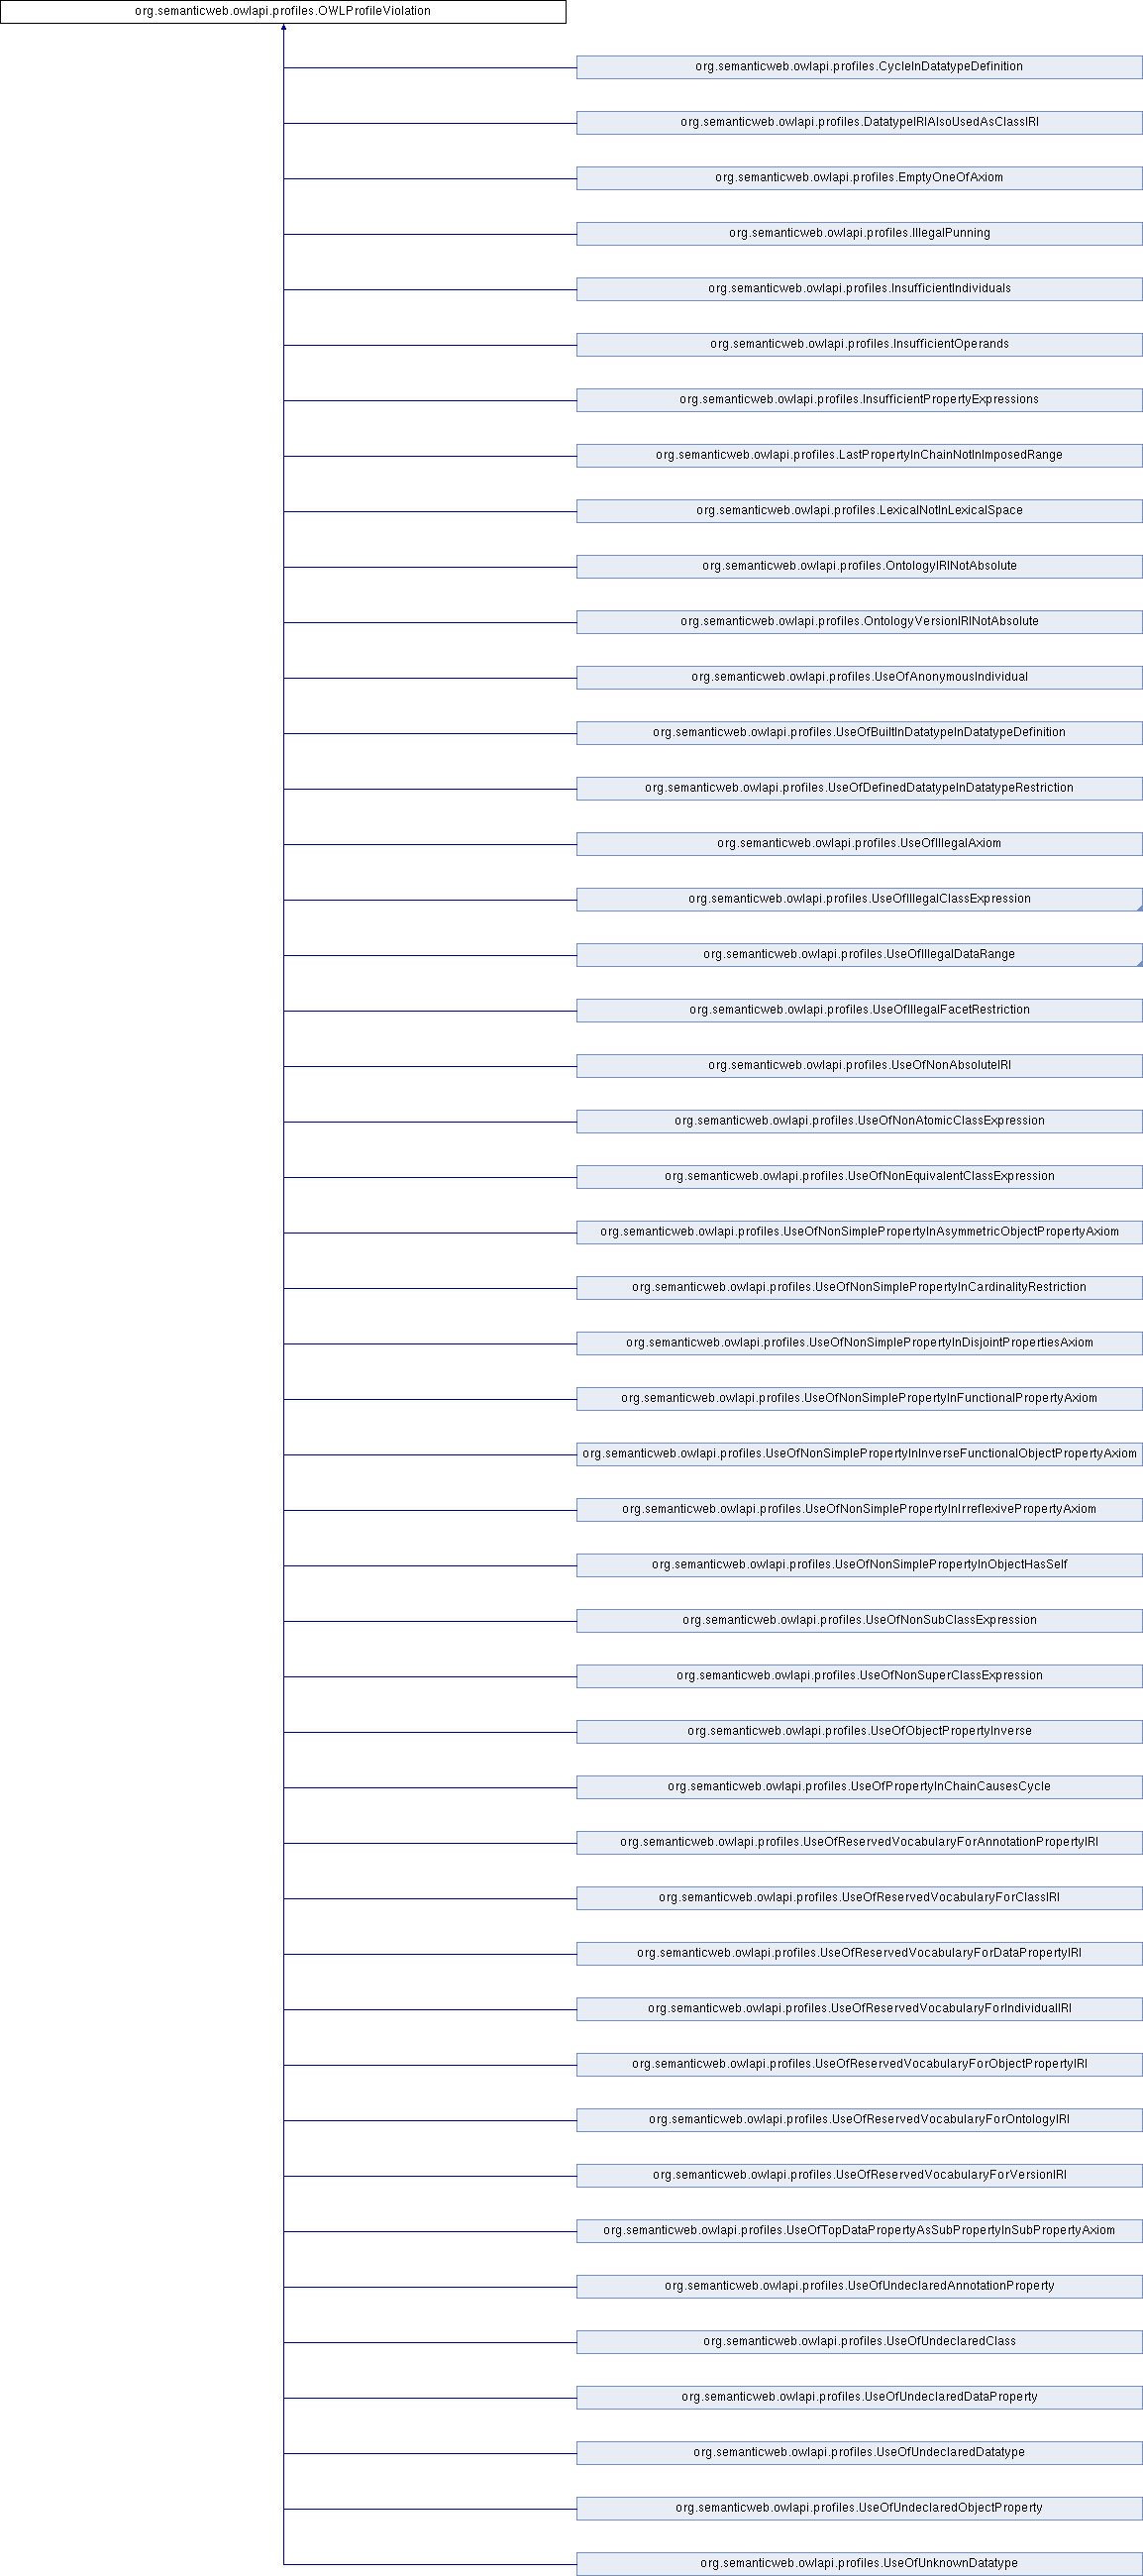 org.semanticweb.owlapi.profiles.OWLProfileViolation
org.semanticweb.owlapi.profiles.CycleInDatatypeDefinition
org.semanticweb.owlapi.profiles.DatatypeIRIAlsoUsedAsClassIRI
org.semanticweb.owlapi.profiles.EmptyOneOfAxiom
org.semanticweb.owlapi.profiles.IllegalPunning
org.semanticweb.owlapi.profiles.InsufficientIndividuals
org.semanticweb.owlapi.profiles.InsufficientOperands
org.semanticweb.owlapi.profiles.InsufficientPropertyExpressions
org.semanticweb.owlapi.profiles.LastPropertyInChainNotInImposedRange
org.semanticweb.owlapi.profiles.LexicalNotInLexicalSpace
org.semanticweb.owlapi.profiles.OntologyIRINotAbsolute
org.semanticweb.owlapi.profiles.OntologyVersionIRINotAbsolute
org.semanticweb.owlapi.profiles.UseOfAnonymousIndividual
org.semanticweb.owlapi.profiles.UseOfBuiltInDatatypeInDatatypeDefinition
org.semanticweb.owlapi.profiles.UseOfDefinedDatatypeInDatatypeRestriction
org.semanticweb.owlapi.profiles.UseOfIllegalAxiom
org.semanticweb.owlapi.profiles.UseOfIllegalClassExpression
org.semanticweb.owlapi.profiles.UseOfIllegalDataRange
org.semanticweb.owlapi.profiles.UseOfIllegalFacetRestriction
org.semanticweb.owlapi.profiles.UseOfNonAbsoluteIRI
org.semanticweb.owlapi.profiles.UseOfNonAtomicClassExpression
org.semanticweb.owlapi.profiles.UseOfNonEquivalentClassExpression
org.semanticweb.owlapi.profiles.UseOfNonSimplePropertyInAsymmetricObjectPropertyAxiom
org.semanticweb.owlapi.profiles.UseOfNonSimplePropertyInCardinalityRestriction
org.semanticweb.owlapi.profiles.UseOfNonSimplePropertyInDisjointPropertiesAxiom
org.semanticweb.owlapi.profiles.UseOfNonSimplePropertyInFunctionalPropertyAxiom
org.semanticweb.owlapi.profiles.UseOfNonSimplePropertyInInverseFunctionalObjectPropertyAxiom
org.semanticweb.owlapi.profiles.UseOfNonSimplePropertyInIrreflexivePropertyAxiom
org.semanticweb.owlapi.profiles.UseOfNonSimplePropertyInObjectHasSelf
org.semanticweb.owlapi.profiles.UseOfNonSubClassExpression
org.semanticweb.owlapi.profiles.UseOfNonSuperClassExpression
org.semanticweb.owlapi.profiles.UseOfObjectPropertyInverse
org.semanticweb.owlapi.profiles.UseOfPropertyInChainCausesCycle
org.semanticweb.owlapi.profiles.UseOfReservedVocabularyForAnnotationPropertyIRI
org.semanticweb.owlapi.profiles.UseOfReservedVocabularyForClassIRI
org.semanticweb.owlapi.profiles.UseOfReservedVocabularyForDataPropertyIRI
org.semanticweb.owlapi.profiles.UseOfReservedVocabularyForIndividualIRI
org.semanticweb.owlapi.profiles.UseOfReservedVocabularyForObjectPropertyIRI
org.semanticweb.owlapi.profiles.UseOfReservedVocabularyForOntologyIRI
org.semanticweb.owlapi.profiles.UseOfReservedVocabularyForVersionIRI
org.semanticweb.owlapi.profiles.UseOfTopDataPropertyAsSubPropertyInSubPropertyAxiom
org.semanticweb.owlapi.profiles.UseOfUndeclaredAnnotationProperty
org.semanticweb.owlapi.profiles.UseOfUndeclaredClass
org.semanticweb.owlapi.profiles.UseOfUndeclaredDataProperty
org.semanticweb.owlapi.profiles.UseOfUndeclaredDatatype
org.semanticweb.owlapi.profiles.UseOfUndeclaredObjectProperty
org.semanticweb.owlapi.profiles.UseOfUnknownDatatype